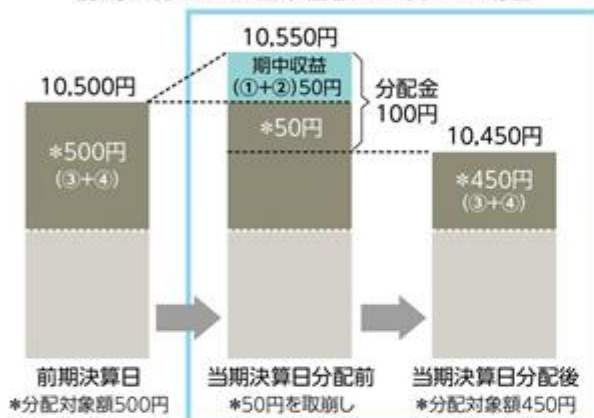 10,550円
期中収益
(①+②)50円
分配金
100円
10,500円
*50円
10,450円
*500円
(③+④)
*450円
(③+④)
前期決算日
当期決算日分配前
当期決算日分配後
*分配対象額500円
*50円を取崩し
*分配対象額450円